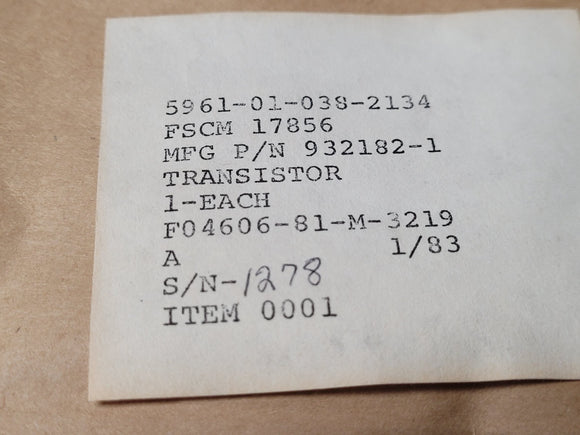 5961-01-038-2134
FSCM 17856
MFG P/N 932182-1
TRANSISTOR
1-EACH
F04606-81-M-3219
A 1/83
S/N-1278
ITEM 0001